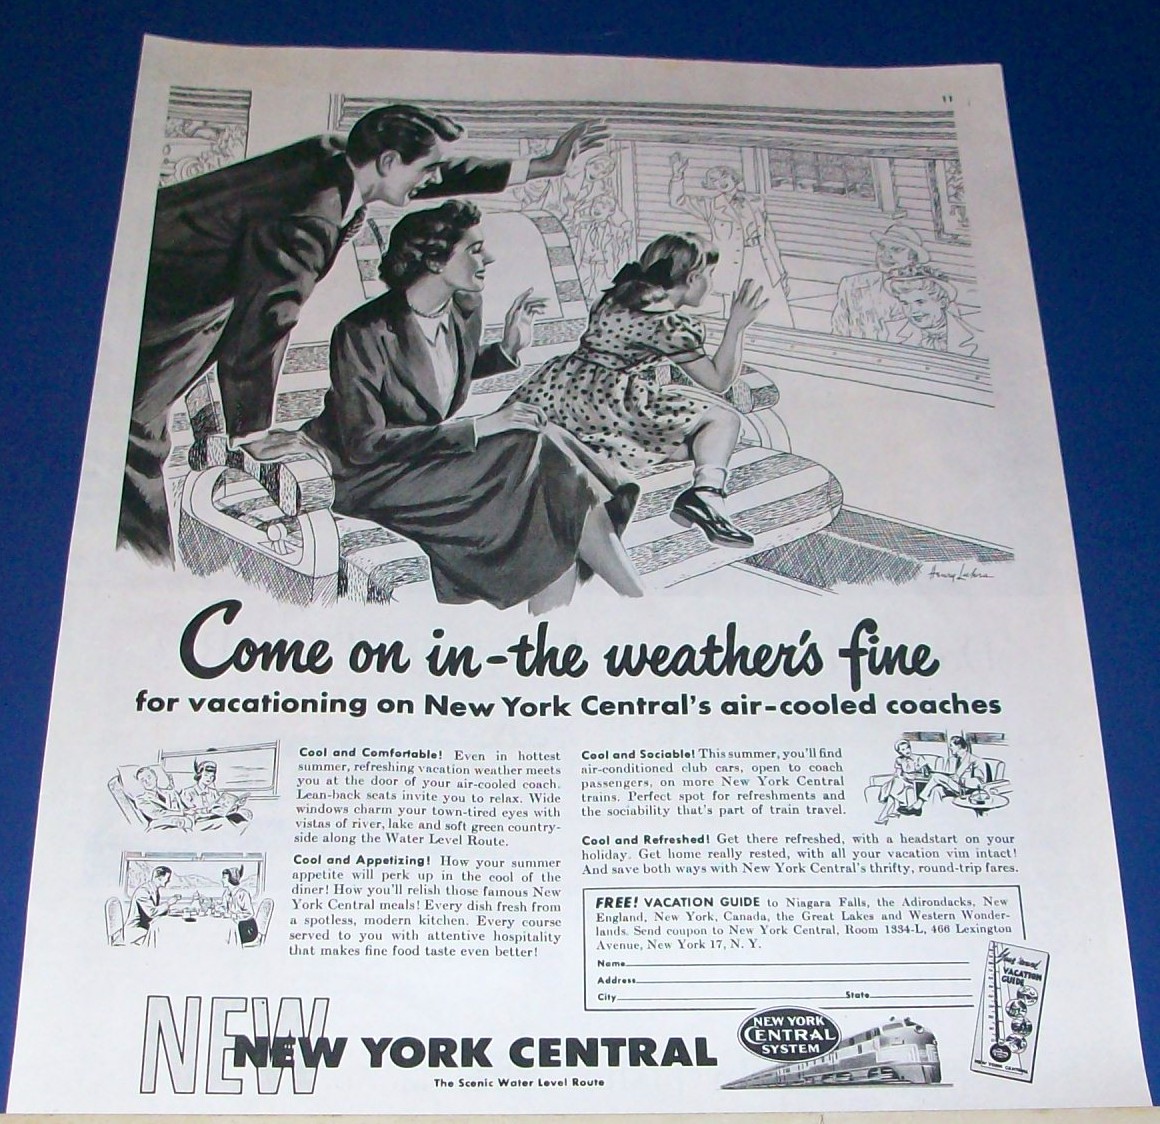 11
Henry Luhrs
Come on in-the weather's fine
for vacationing on New York Central's air-cooled coaches
Cool and Comfortable! Even in hottest
summer, refreshing vacation weather meets
you at the door of your air-cooled coach.
Lean-back seats invite you to relax. Wide
windows charm your town-tired eyes with
vistas of river, lake and soft green country-
side along the Water Level Route.
Cool and Appetizing! How your summer
appetite will perk up in the cool of the
diner! How you'll relish those famous New
York Central meals! Every dish fresh from
a spotless, modern kitchen. Every course
served to you with attentive hospitality
that makes fine food taste even better!
Cool and Sociable! This summer, you'll find
air-conditioned club cars, open to coach
passengers, on more New York Central
trains. Perfect spot for refreshments and
the sociability that's part of train travel.
Cool and Refreshed! Get there refreshed, with a headstart on your
holiday. Get home really rested, with all your vacation vim intact!
And save both ways with New York Central's thrifty, round-trip fares.
FREE! VACATION GUIDE to Niagara Falls, the Adirondacks, New
England, New York, Canada, the Great Lakes and Western Wonder-
lands. Send coupon to New York Central, Room 1334-L, 466 Lexington
Avenue, New York 17, N. Y.
Name
Address
City State
VACATION
GUIDE
NEW YORK CENTRAL
NEW
NEW YORK CENTRAL
The Scenic Water Level Route
NEW YORK
CENTRAL
SYSTEM